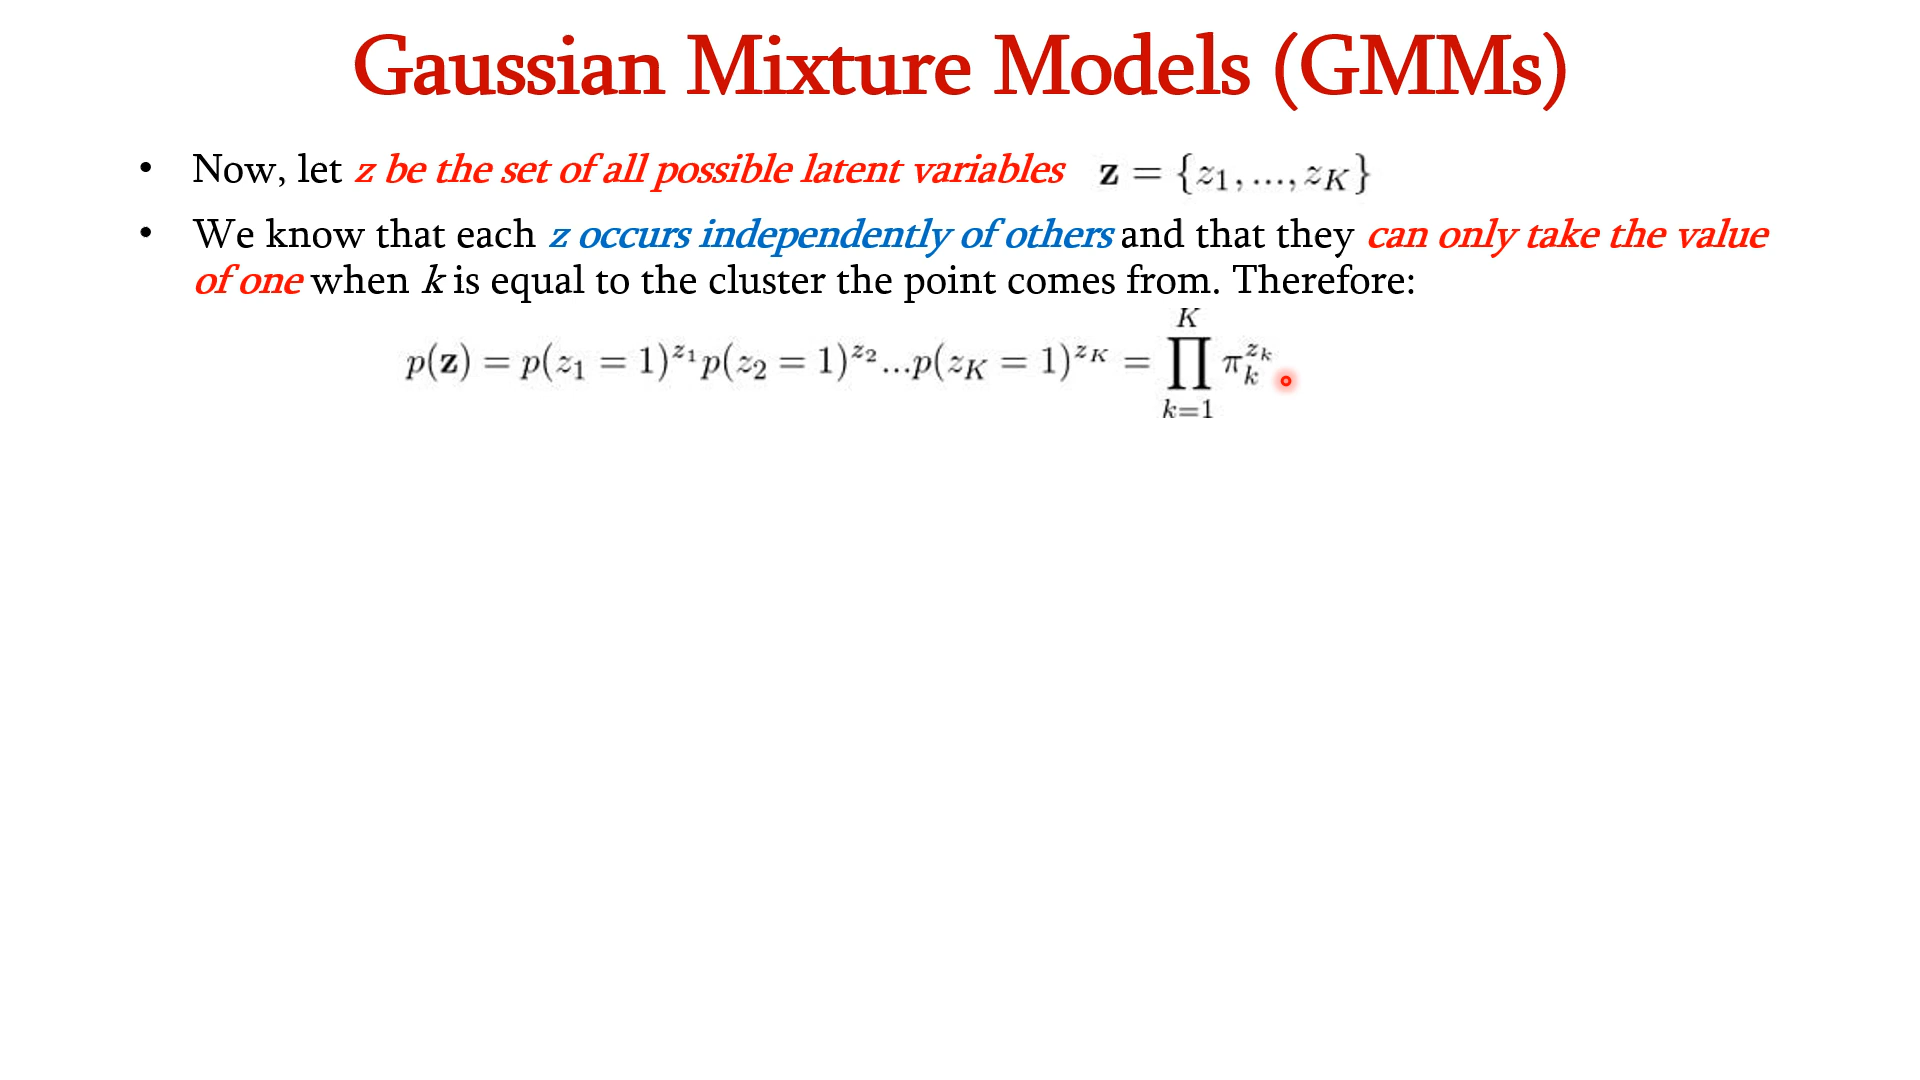 Gaussian Mixture Models (GMMs)
• Now, let z be the set of all possible latent variables z = {z₁, ..., z_K}
• We know that each z occurs independently of others and that they can only take the value
of one when k is equal to the cluster the point comes from. Therefore:
p(z) = p(z₁ = 1)^{z₁} p(z₂ = 1)^{z₂} ... p(z_K = 1)^{z_K} = ∏_{k=1}^{K} π_k^{z_k}